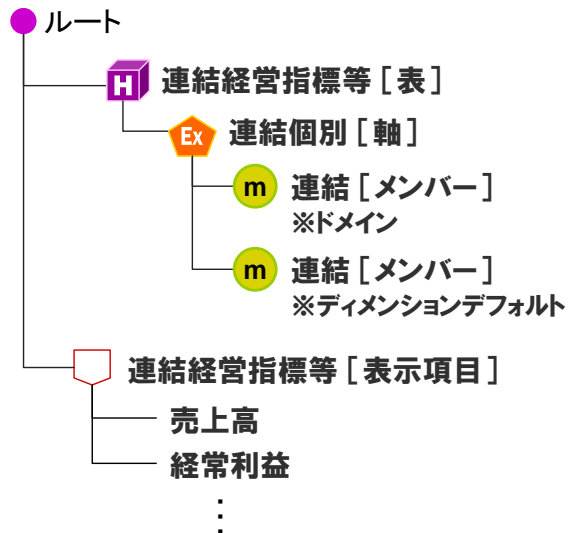 ルート
H 連結経営指標等［表］
Ex 連結個別［軸］
m 連結［メンバー］
※ドメイン
m 連結［メンバー］
※ディメンションデフォルト
連結経営指標等［表示項目］
売上高
経常利益
⋮